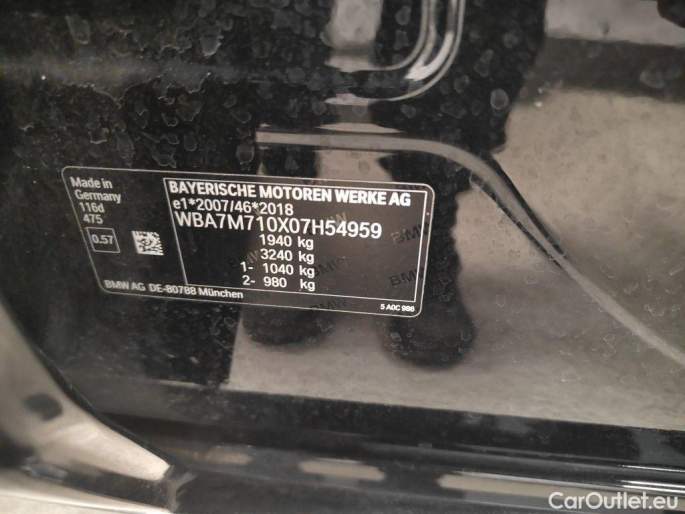 Made in
Germany
116d
475
0.57
BAYERISCHE MOTOREN WERKE AG
e1*2007/46*2018
WBA7M710X07H54959
1940 kg
3240 kg
1- 1040 kg
2- 980 kg
BMW AG DE-80788 München
5 A0C 986
CarOutlet.eu